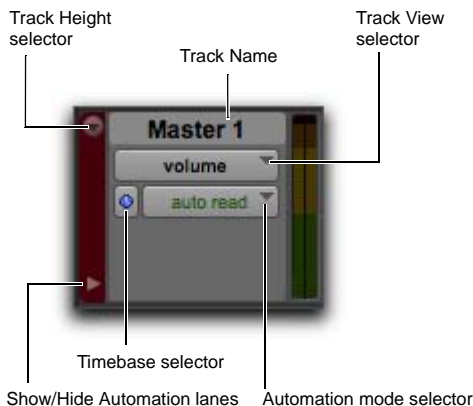 Track Height
selector
Track View
selector
Track Name
Master 1
volume
auto read
Timebase selector
Show/Hide Automation lanes
Automation mode selector